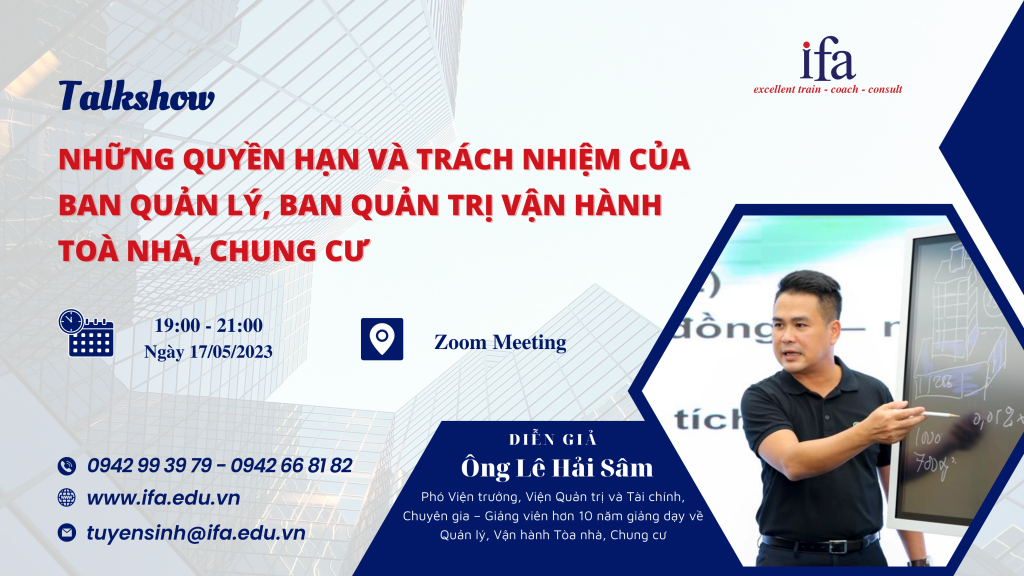 ifa
excellent train - coach - consult
Talkshow
NHỮNG QUYỀN HẠN VÀ TRÁCH NHIỆM CỦA
BAN QUẢN LÝ, BAN QUẢN TRỊ VẬN HÀNH
TOÀ NHÀ, CHUNG CƯ
19:00 - 21:00
Ngày 17/05/2023
Zoom Meeting
đồng
tích
1000
0942 99 39 79 - 0942 66 81 82
www.ifa.edu.vn
tuyensinh@ifa.edu.vn
DIỄN GIẢ
Ông Lê Hải Sâm
Phó Viện trưởng, Viện Quản trị và Tài chính,
Chuyên gia – Giảng viên hơn 10 năm giảng dạy về
Quản lý, Vận hành Tòa nhà, Chung cư